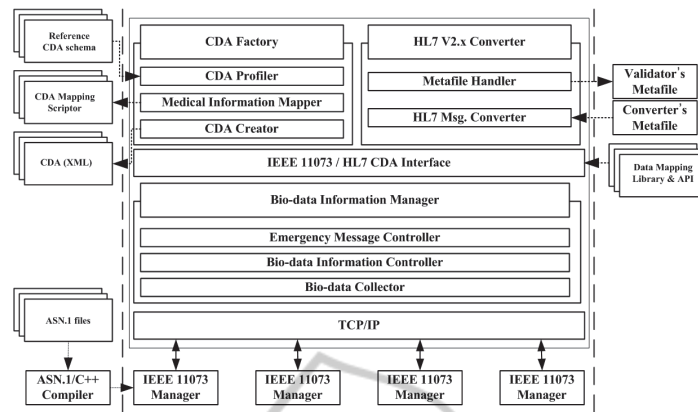 Reference
CDA schema
CDA Mapping
Scriptor
CDA (XML)
ASN.1 files
ASN.1/C++
Compiler
CDA Factory
CDA Profiler
Medical Information Mapper
CDA Creator
HL7 V2.x Converter
Metafile Handler
HL7 Msg. Converter
IEEE 11073 / HL7 CDA Interface
Bio-data Information Manager
Emergency Message Controller
Bio-data Information Controller
Bio-data Collector
TCP/IP
IEEE 11073
Manager
IEEE 11073
Manager
IEEE 11073
Manager
IEEE 11073
Manager
Validator's
Metafile
Converter's
Metafile
Data Mapping
Library & API